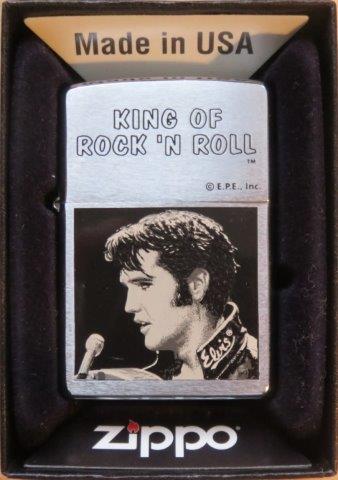 Made in USA
KING OF
ROCK 'N ROLL
TM
© E.P.E., Inc.
Elvis
zippo